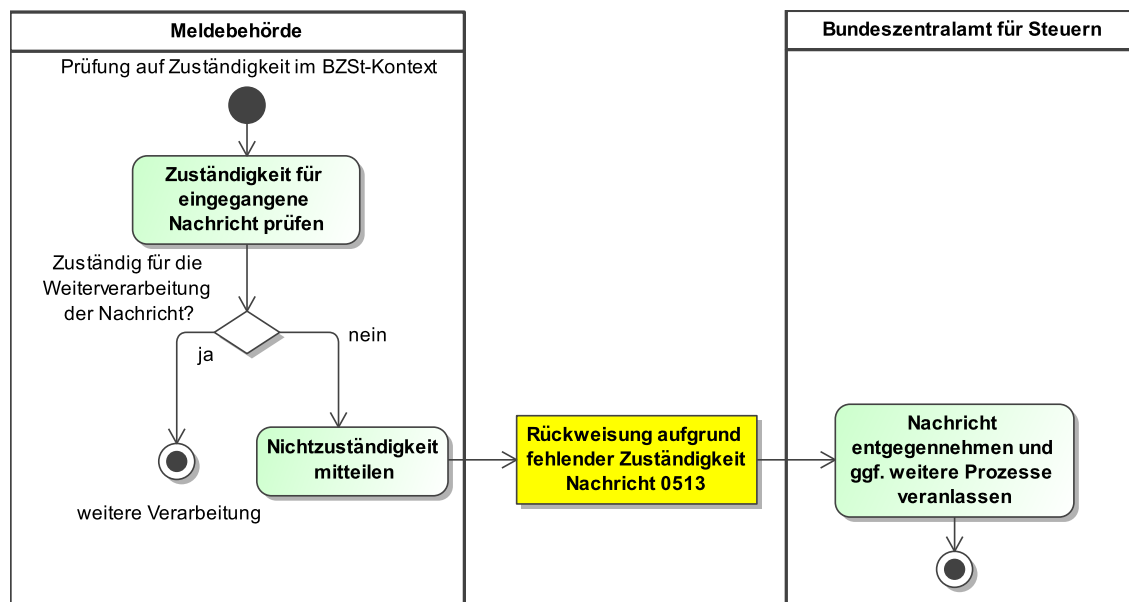 Meldebehörde
Bundeszentralamt für Steuern
Prüfung auf Zuständigkeit im BZSt-Kontext
Zuständigkeit für
eingegangene
Nachricht prüfen
Zuständig für die
Weiterverarbeitung
der Nachricht?
ja
nein
Nichtzuständigkeit
mitteilen
weitere Verarbeitung
Rückweisung aufgrund
fehlender Zuständigkeit
Nachricht 0513
Nachricht
entgegennehmen und
ggf. weitere Prozesse
veranlassen